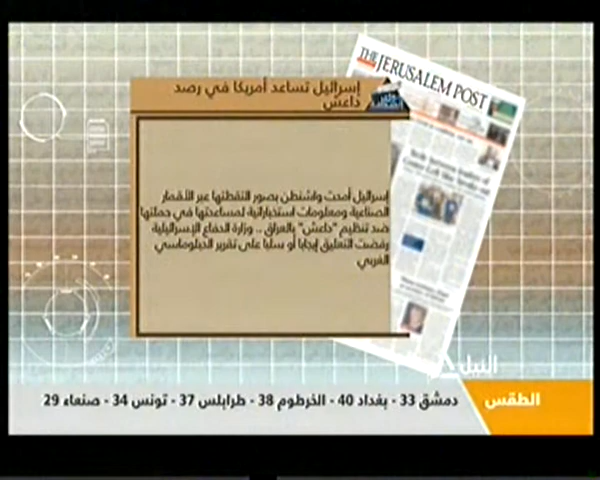 THE JERUSALEM POST
إسرائيل تساعد أمريكا في رصد
داعش
إسرائيل أمدت واشنطن بصور التقطتها عبر الأقمار
الصناعية ومعلومات استخباراتية لمساعدتها في حملتها
ضد تنظيم "داعش" بالعراق .. وزارة الدفاع الإسرائيلية
رفضت التعليق إيجابا أو سلبا على تقرير الدبلوماسي
الغربي
النيل
الطقس
دمشق 33 - بغداد 40 - الخرطوم 38 - طرابلس 37 - تونس 34 - صنعاء 29